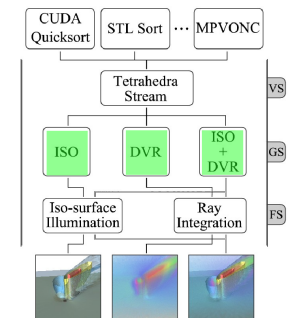 CUDA
Quicksort
STL Sort
...
MPVONC
Tetrahedra
Stream
VS
ISO
DVR
ISO
+
DVR
GS
Iso-surface
Illumination
Ray
Integration
FS